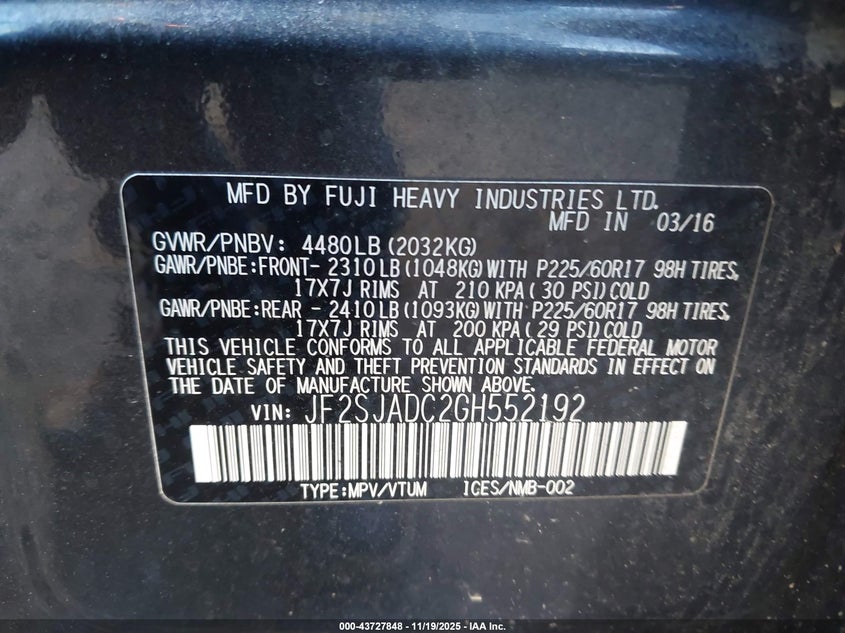 MFD BY FUJI HEAVY INDUSTRIES LTD.
MFD IN 03/16
GVWR/PNBV: 4480LB (2032KG)
GAWR/PNBE:FRONT- 2310LB (1048KG)WITH P225/60R17 98H TIRES,
17X7J RIMS AT 210 KPA (30 PSI)COLD
GAWR/PNBE:REAR - 2410LB (1093KG)WITH P225/60R17 98H TIRES,
17X7J RIMS AT 200 KPA (29 PSI)COLD
THIS VEHICLE CONFORMS TO ALL APPLICABLE FEDERAL MOTOR
VEHICLE SAFETY AND THEFT PREVENTION STANDARDS IN EFFECT ON
THE DATE OF MANUFACTURE SHOWN ABOVE.
VIN: JF2SJADC2GH552192
TYPE:MPV/VTUM ICES/NMB-002
000-43727848 - 11/19/2025 - IAA Inc.